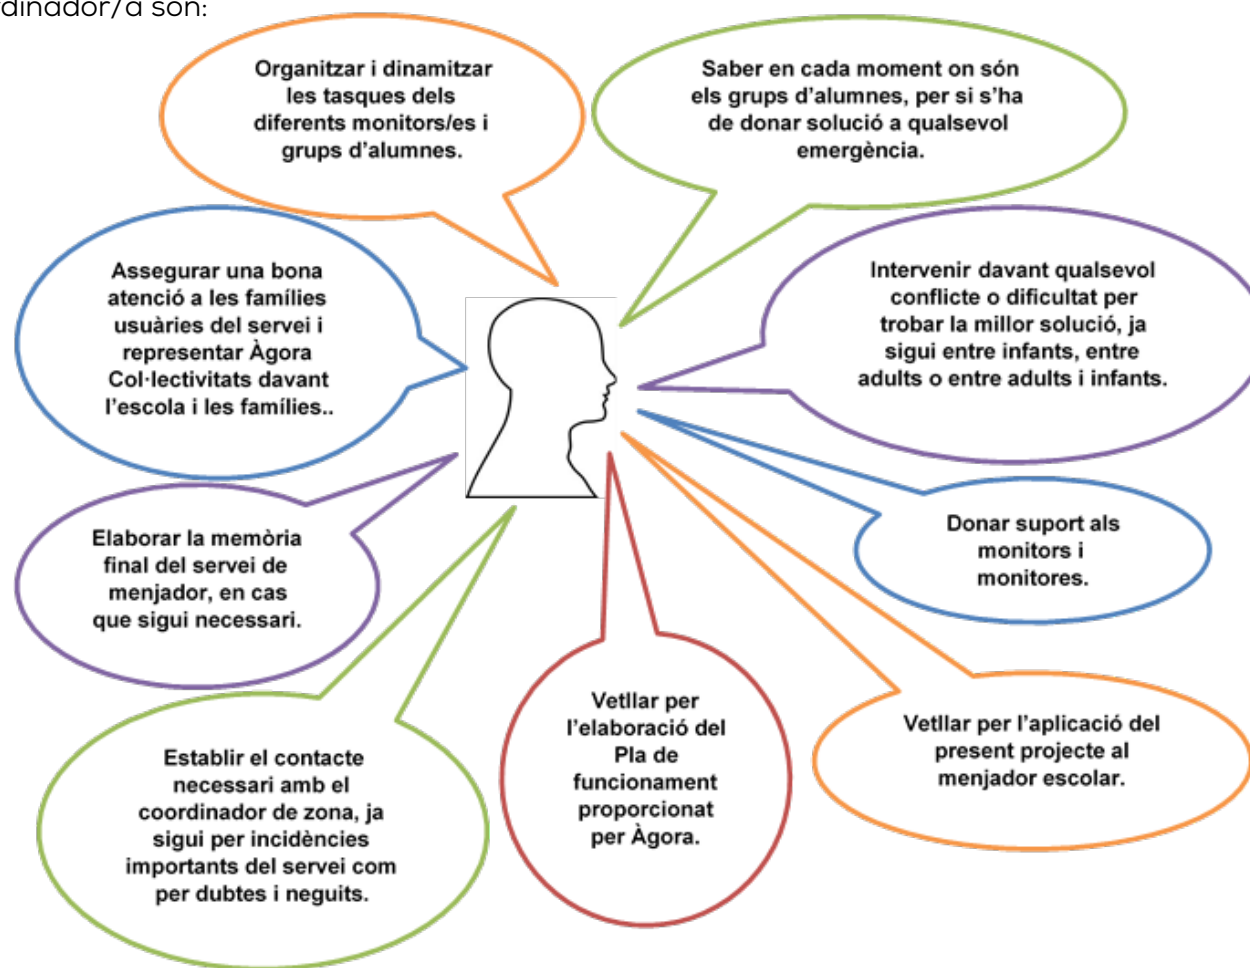 dinador/a són:
Organitzar i dinamitzar
les tasques dels
diferents monitors/es i
grups d'alumnes.
Saber en cada moment on són
els grups d'alumnes, per si s'ha
de donar solució a qualsevol
emergència.
Assegurar una bona
atenció a les famílies
usuàries del servei i
representar Àgora
Col·lectivitats davant
l'escola i les famílies..
Intervenir davant qualsevol
conflicte o dificultat per
trobar la millor solució, ja
sigui entre infants, entre
adults o entre adults i infants.
Elaborar la memòria
final del servei de
menjador, en cas
que sigui necessari.
Donar suport als
monitors i
monitores.
Establir el contacte
necessari amb el
coordinador de zona, ja
sigui per incidències
importants del servei com
per dubtes i neguits.
Vetllar per
l'elaboració del
Pla de
funcionament
proporcionat
per Àgora.
Vetllar per l'aplicació del
present projecte al
menjador escolar.